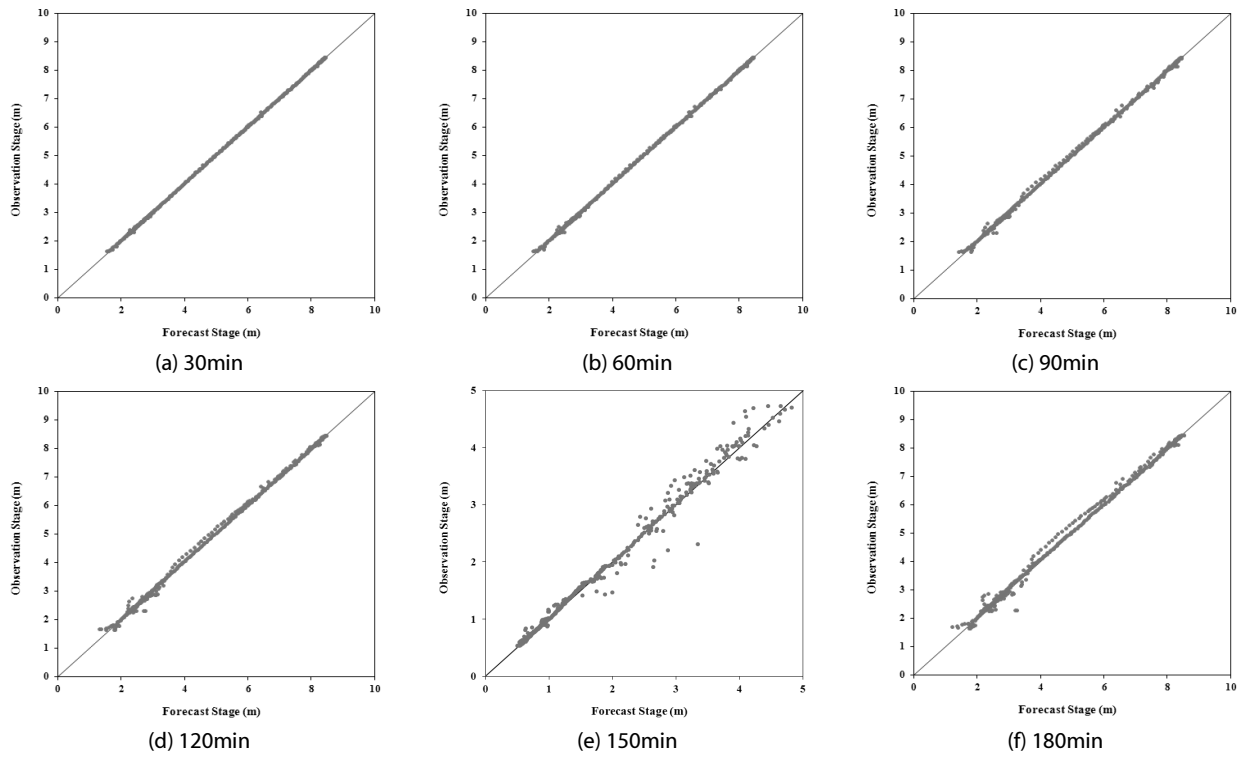 10
9
8
7
6
5
4
3
2
1
0
Observation Stage (m)
0 2 4 6 8 10
Forecast Stage (m)
(a) 30min
10
9
8
7
6
5
4
3
2
1
0
Observation Stage (m)
0 2 4 6 8 10
Forecast Stage (m)
(b) 60min
10
9
8
7
6
5
4
3
2
1
0
Observation Stage (m)
0 2 4 6 8 10
Forecast Stage (m)
(c) 90min
10
9
8
7
6
5
4
3
2
1
0
Observation Stage (m)
0 2 4 6 8 10
Forecast Stage (m)
(d) 120min
5
4
3
2
1
0
Observation Stage (m)
0 1 2 3 4 5
Forecast Stage (m)
(e) 150min
10
9
8
7
6
5
4
3
2
1
0
Observation Stage (m)
0 2 4 6 8 10
Forecast Stage (m)
(f) 180min